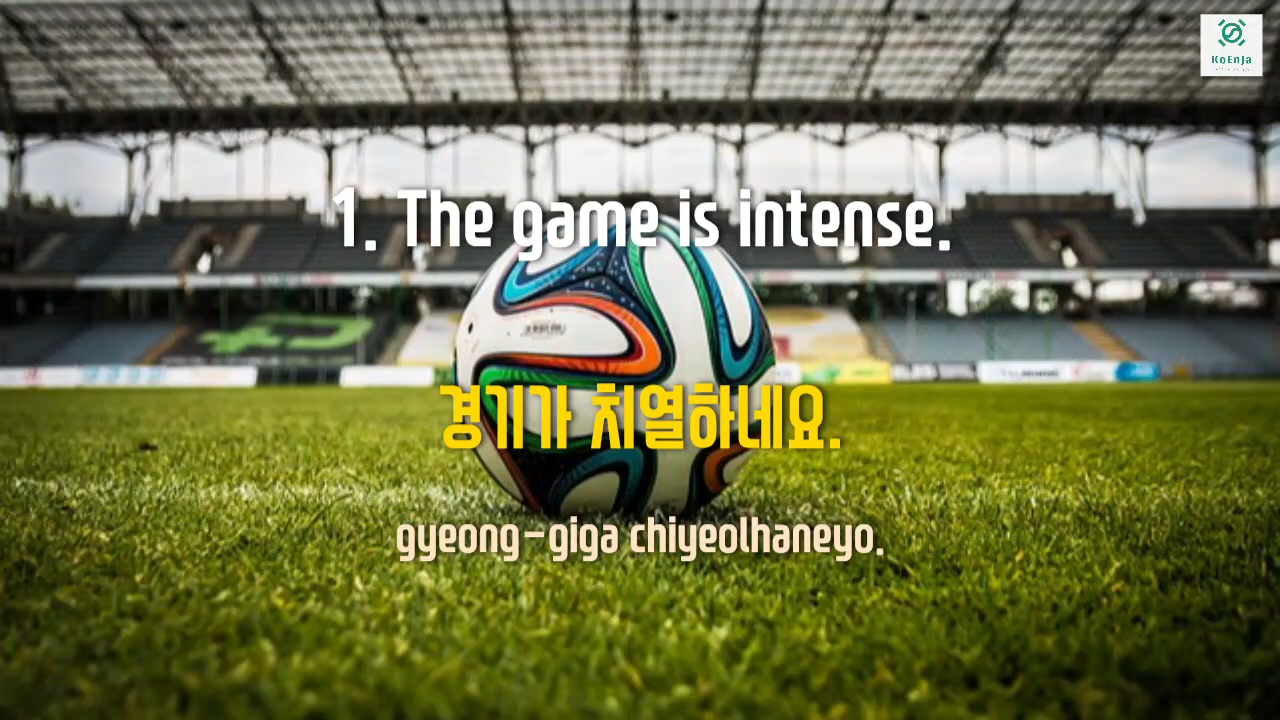 KoEnJa
1. The game is intense.
경기가 치열하네요.
gyeong-giga chiyeolhaneyo.